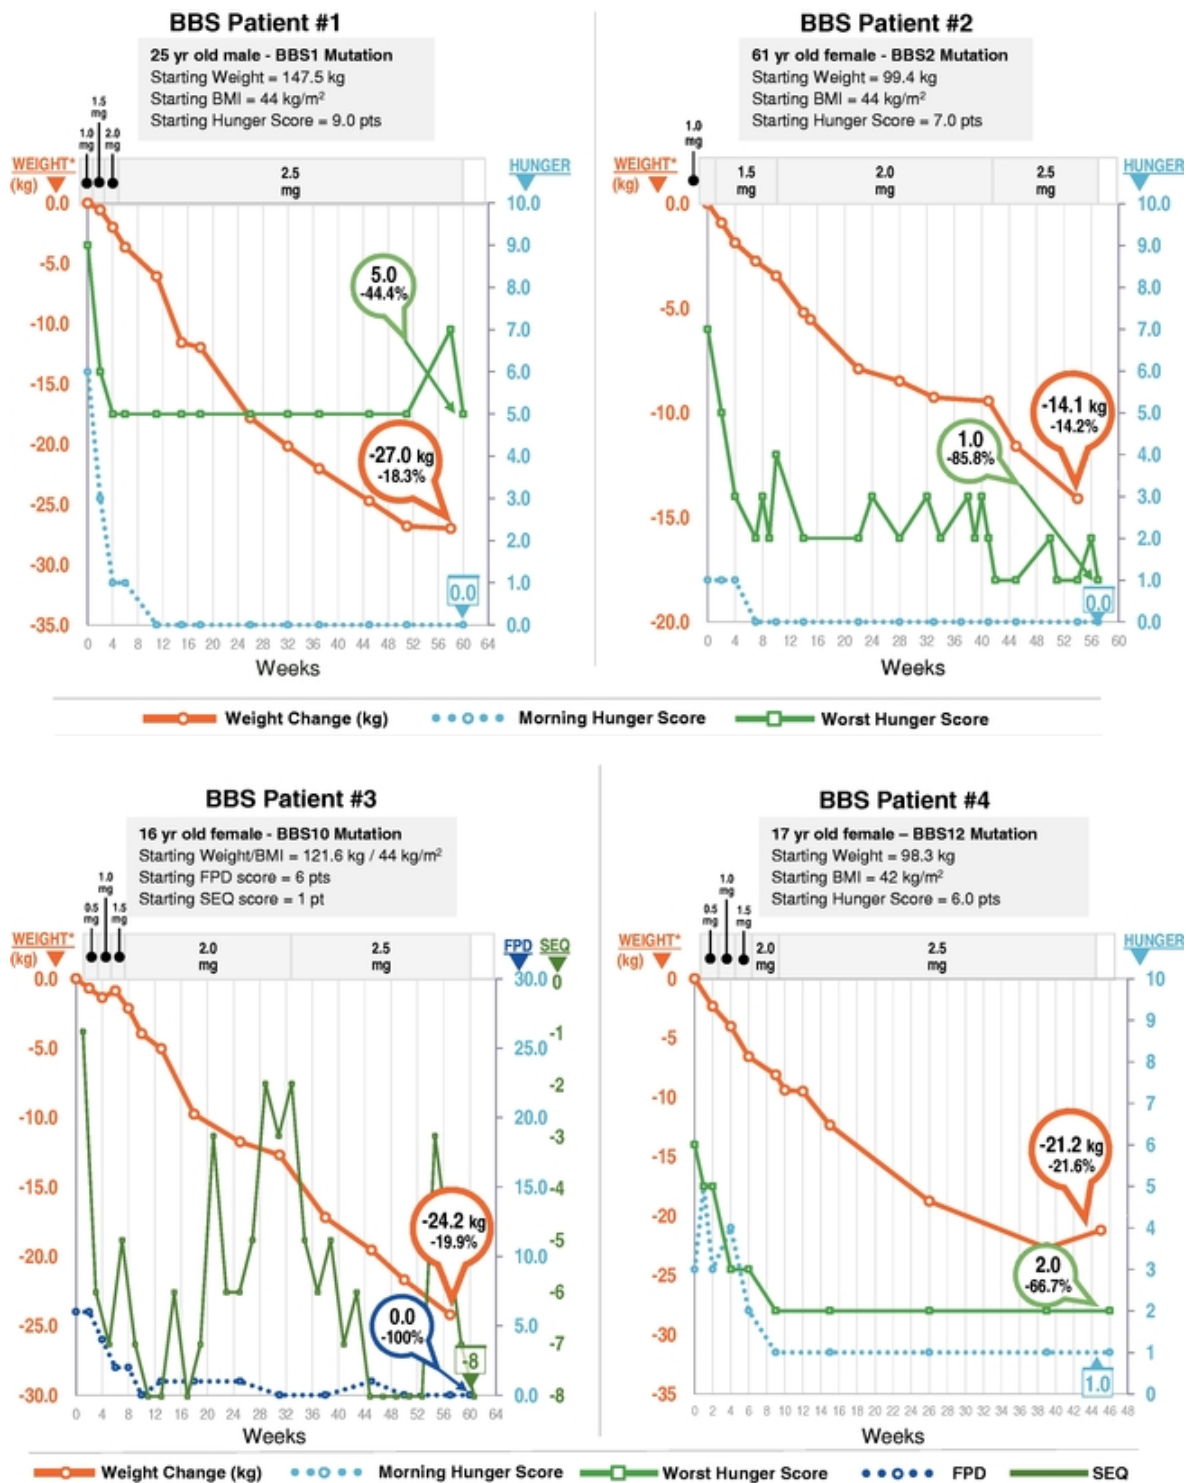 BBS Patient #1
25 yr old male - BBS1 Mutation
Starting Weight = 147.5 kg
Starting BMI = 44 kg/m²
Starting Hunger Score = 9.0 pts
1.0 mg
1.5 mg
2.0 mg
2.5 mg
WEIGHT* (kg)
HUNGER
0.0
-5.0
-10.0
-15.0
-20.0
-25.0
-30.0
-35.0
10.0
9.0
8.0
7.0
6.0
5.0
4.0
3.0
2.0
1.0
0.0
5.0
-44.4%
-27.0 kg
-18.3%
0.0
0 4 8 12 16 20 24 28 32 36 40 44 48 52 56 60 64
Weeks
BBS Patient #2
61 yr old female - BBS2 Mutation
Starting Weight = 99.4 kg
Starting BMI = 44 kg/m²
Starting Hunger Score = 7.0 pts
1.0 mg
1.5 mg
2.0 mg
2.5 mg
WEIGHT* (kg)
HUNGER
0.0
-5.0
-10.0
-15.0
-20.0
10.0
9.0
8.0
7.0
6.0
5.0
4.0
3.0
2.0
1.0
0.0
1.0
-85.8%
-14.1 kg
-14.2%
0.0
0 4 8 12 16 20 24 28 32 36 40 44 48 52 56 60
Weeks
Weight Change (kg) Morning Hunger Score Worst Hunger Score
BBS Patient #3
16 yr old female - BBS10 Mutation
Starting Weight/BMI = 121.6 kg / 44 kg/m²
Starting FPD score = 6 pts
Starting SEQ score = 1 pt
0.5 mg
1.0 mg
1.5 mg
2.0 mg
2.5 mg
WEIGHT* (kg)
FPD SEQ
0.0
-5.0
-10.0
-15.0
-20.0
-25.0
-30.0
30.0
25.0
20.0
15.0
10.0
5.0
0.0
0
-1
-2
-3
-4
-5
-6
-7
-8
-24.2 kg
-19.9%
0.0
-100%
-8
0 4 8 12 16 20 24 28 32 36 40 44 48 52 56 60 64
Weeks
BBS Patient #4
17 yr old female – BBS12 Mutation
Starting Weight = 98.3 kg
Starting BMI = 42 kg/m²
Starting Hunger Score = 6.0 pts
0.5 mg
1.0 mg
1.5 mg
2.0 mg
2.5 mg
WEIGHT* (kg)
HUNGER
0
-5
-10
-15
-20
-25
-30
-35
10
9
8
7
6
5
4
3
2
1
0
-21.2 kg
-21.6%
2.0
-66.7%
1.0
0 2 4 6 8 10 12 14 16 18 20 22 24 26 28 30 32 34 36 38 40 42 44 46 48
Weeks
Weight Change (kg) Morning Hunger Score Worst Hunger Score FPD SEQ